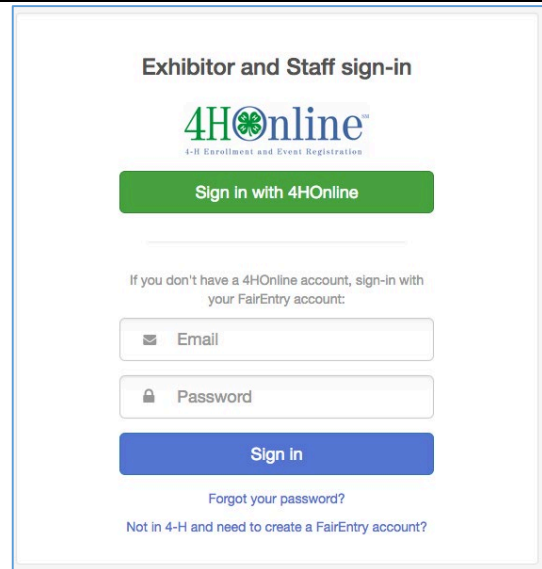 Exhibitor and Staff sign-in
4HOnline℠
4-H Enrollment and Event Registration
Sign in with 4HOnline
If you don't have a 4HOnline account, sign-in with
your FairEntry account:
Email
Password
Sign in
Forgot your password?
Not in 4-H and need to create a FairEntry account?